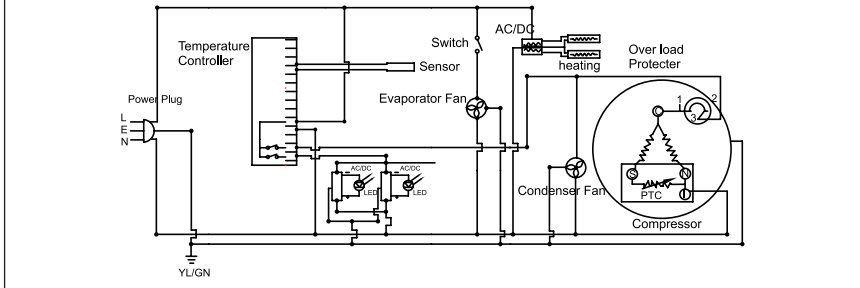 AC/DC
Switch
Temperature
Controller
Over load
Protecter
Sensor
heating
Evaporator Fan
Power Plug
1
2
3
L
E
N
AC/DC
AC/DC
LED
LED
S
N
PTC
Condenser Fan
Compressor
YL/GN